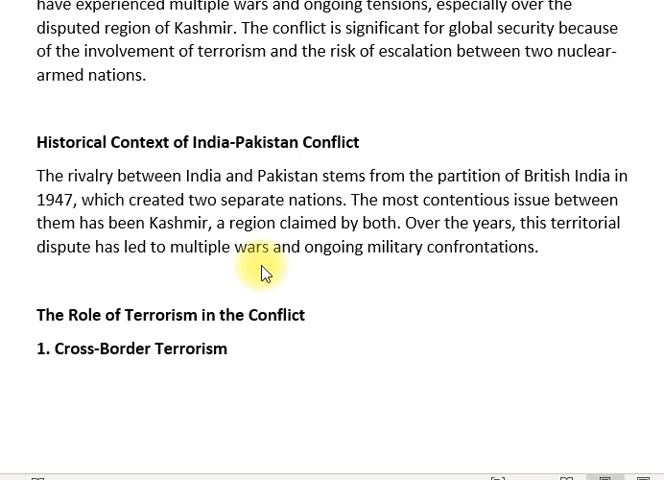 have experienced multiple wars and ongoing tensions, especially over the
disputed region of Kashmir. The conflict is significant for global security because
of the involvement of terrorism and the risk of escalation between two nuclear-
armed nations.
Historical Context of India-Pakistan Conflict
The rivalry between India and Pakistan stems from the partition of British India in
1947, which created two separate nations. The most contentious issue between
them has been Kashmir, a region claimed by both. Over the years, this territorial
dispute has led to multiple wars and ongoing military confrontations.
The Role of Terrorism in the Conflict
1. Cross-Border Terrorism